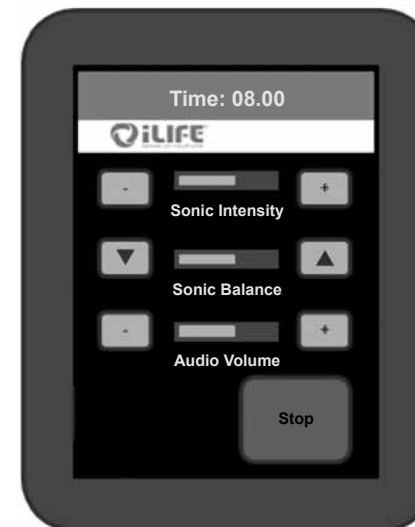 Time: 08.00
iLIFE
- +
Sonic Intensity
▼ ▲
Sonic Balance
- +
Audio Volume
Stop